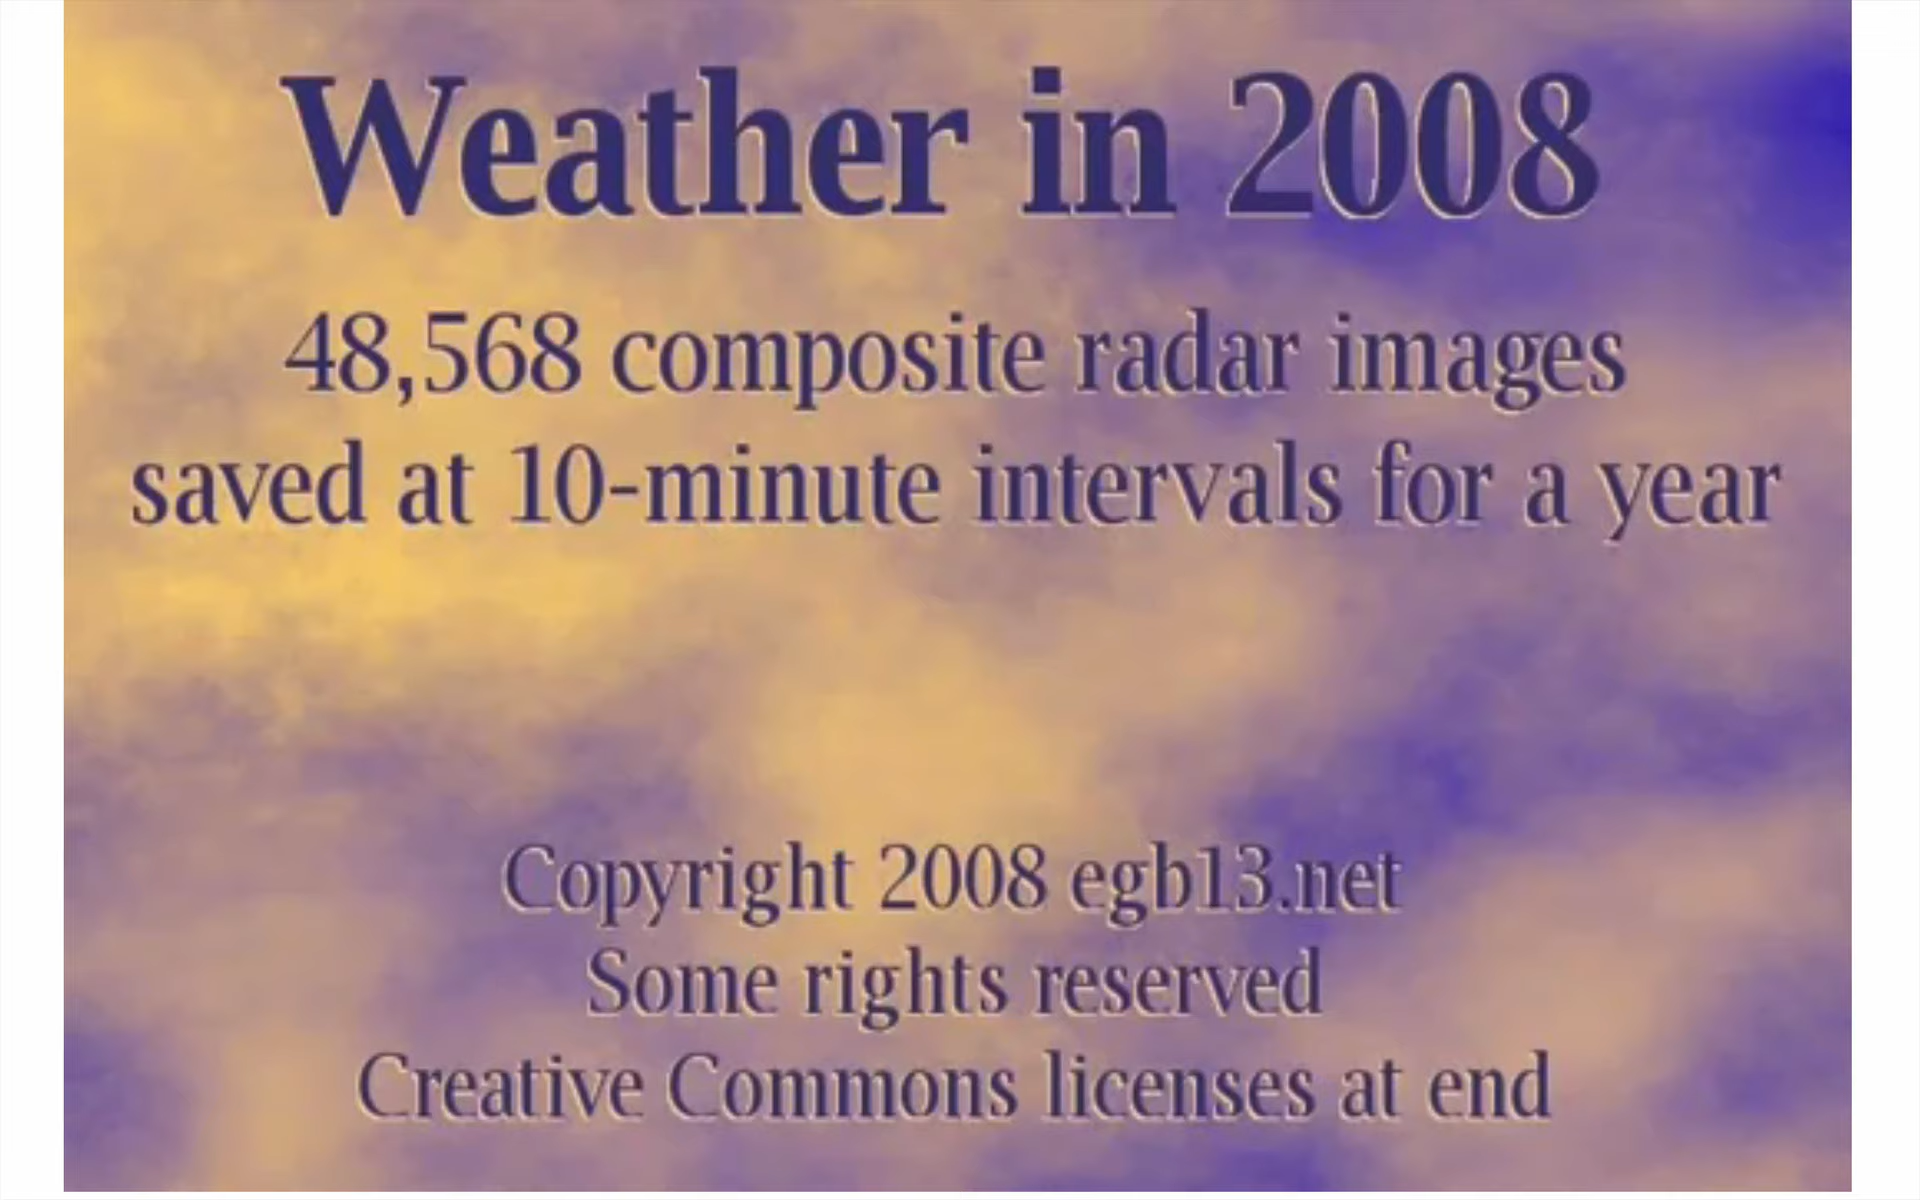 Weather in 2008
48,568 composite radar images
saved at 10-minute intervals for a year
Copyright 2008 egb13.net
Some rights reserved
Creative Commons licenses at end